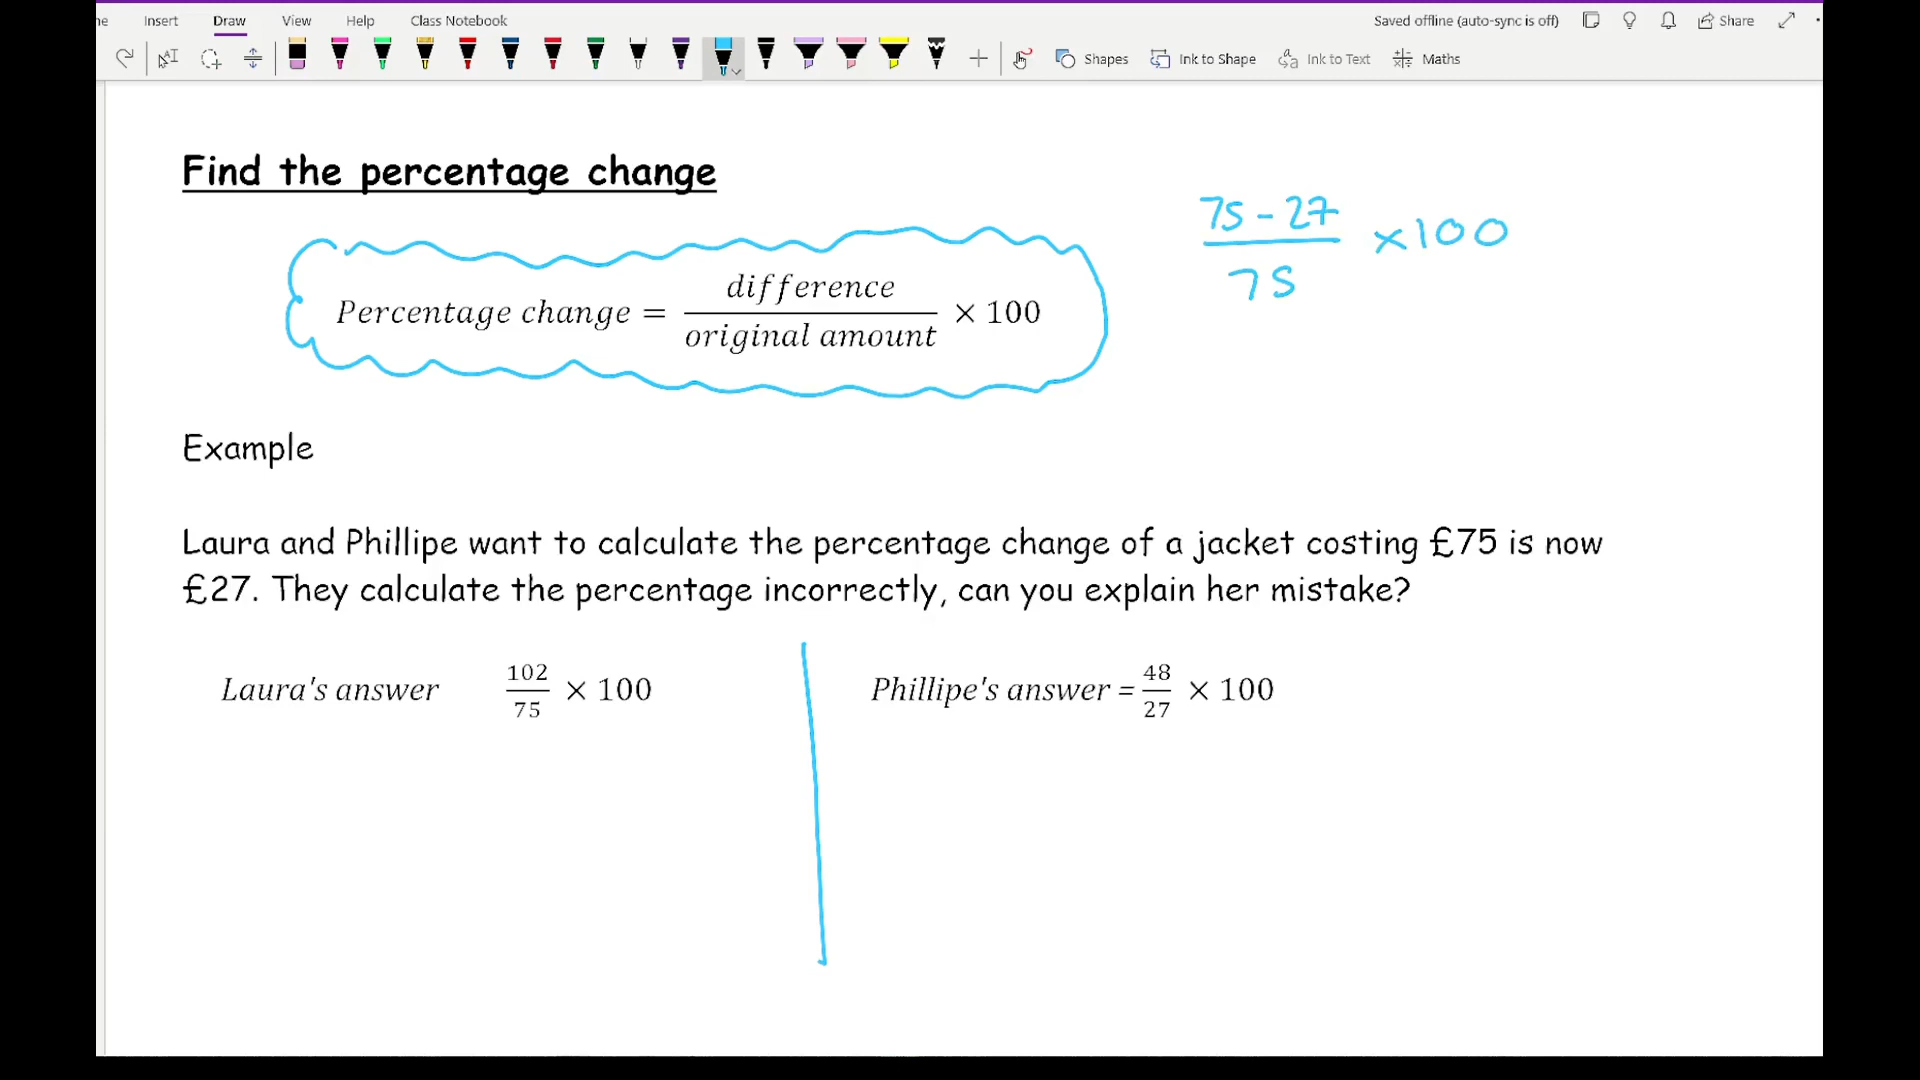 Insert Draw View Help Class Notebook Saved offline (auto-sync is off) Share
Shapes Ink to Shape Ink to Text Maths
Find the percentage change
75 - 27
75
× 100
Percentage change = difference / original amount × 100
Example
Laura and Phillipe want to calculate the percentage change of a jacket costing £75 is now
£27. They calculate the percentage incorrectly, can you explain her mistake?
Laura's answer 102/75 × 100
Phillipe's answer = 48/27 × 100